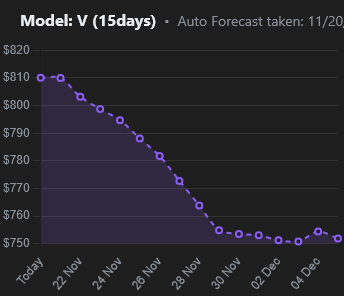 Model: V (15days) • Auto Forecast taken: 11/20,
$820
$810
$800
$790
$780
$770
$760
$750
Today
22 Nov
24 Nov
26 Nov
28 Nov
30 Nov
02 Dec
04 Dec